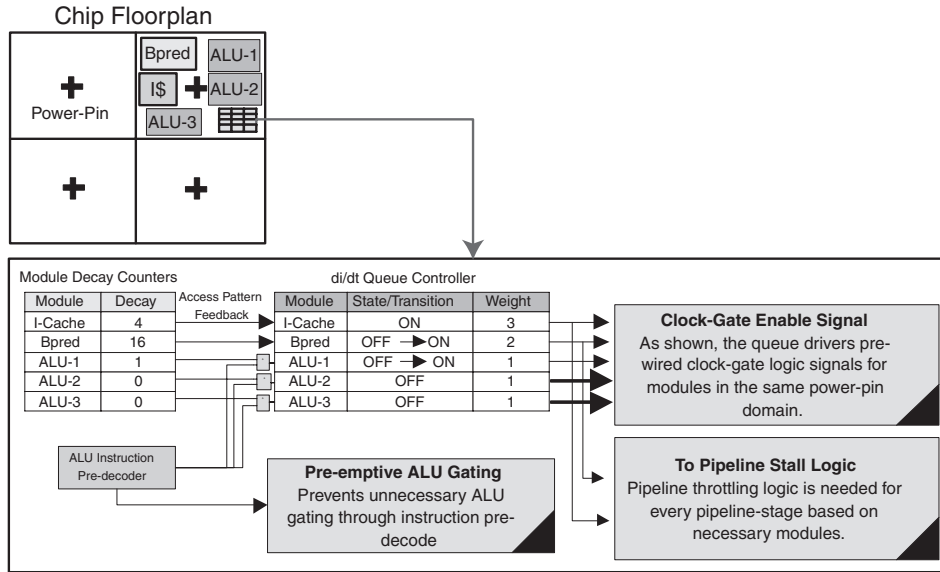 Chip Floorplan
Bpred
ALU-1
I$
ALU-2
Power-Pin
ALU-3
Module Decay Counters
di/dt Queue Controller
Module Decay
Access Pattern
Feedback
Module State/Transition Weight
I-Cache 4
I-Cache ON 3
Bpred 16
Bpred OFF ON 2
ALU-1 1
ALU-1 OFF ON 1
ALU-2 0
ALU-2 OFF 1
ALU-3 0
ALU-3 OFF 1
Clock-Gate Enable Signal
As shown, the queue drivers pre-
wired clock-gate logic signals for
modules in the same power-pin
domain.
ALU Instruction
Pre-decoder
Pre-emptive ALU Gating
Prevents unnecessary ALU
gating through instruction pre-
decode
To Pipeline Stall Logic
Pipeline throttling logic is needed for
every pipeline-stage based on
necessary modules.